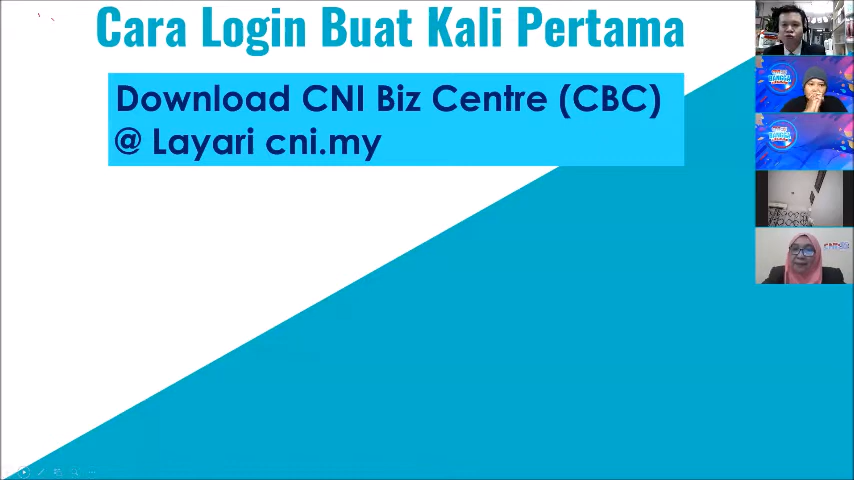 Cara Login Buat Kali Pertama
Download CNI Biz Centre (CBC)
@ Layari cni.my